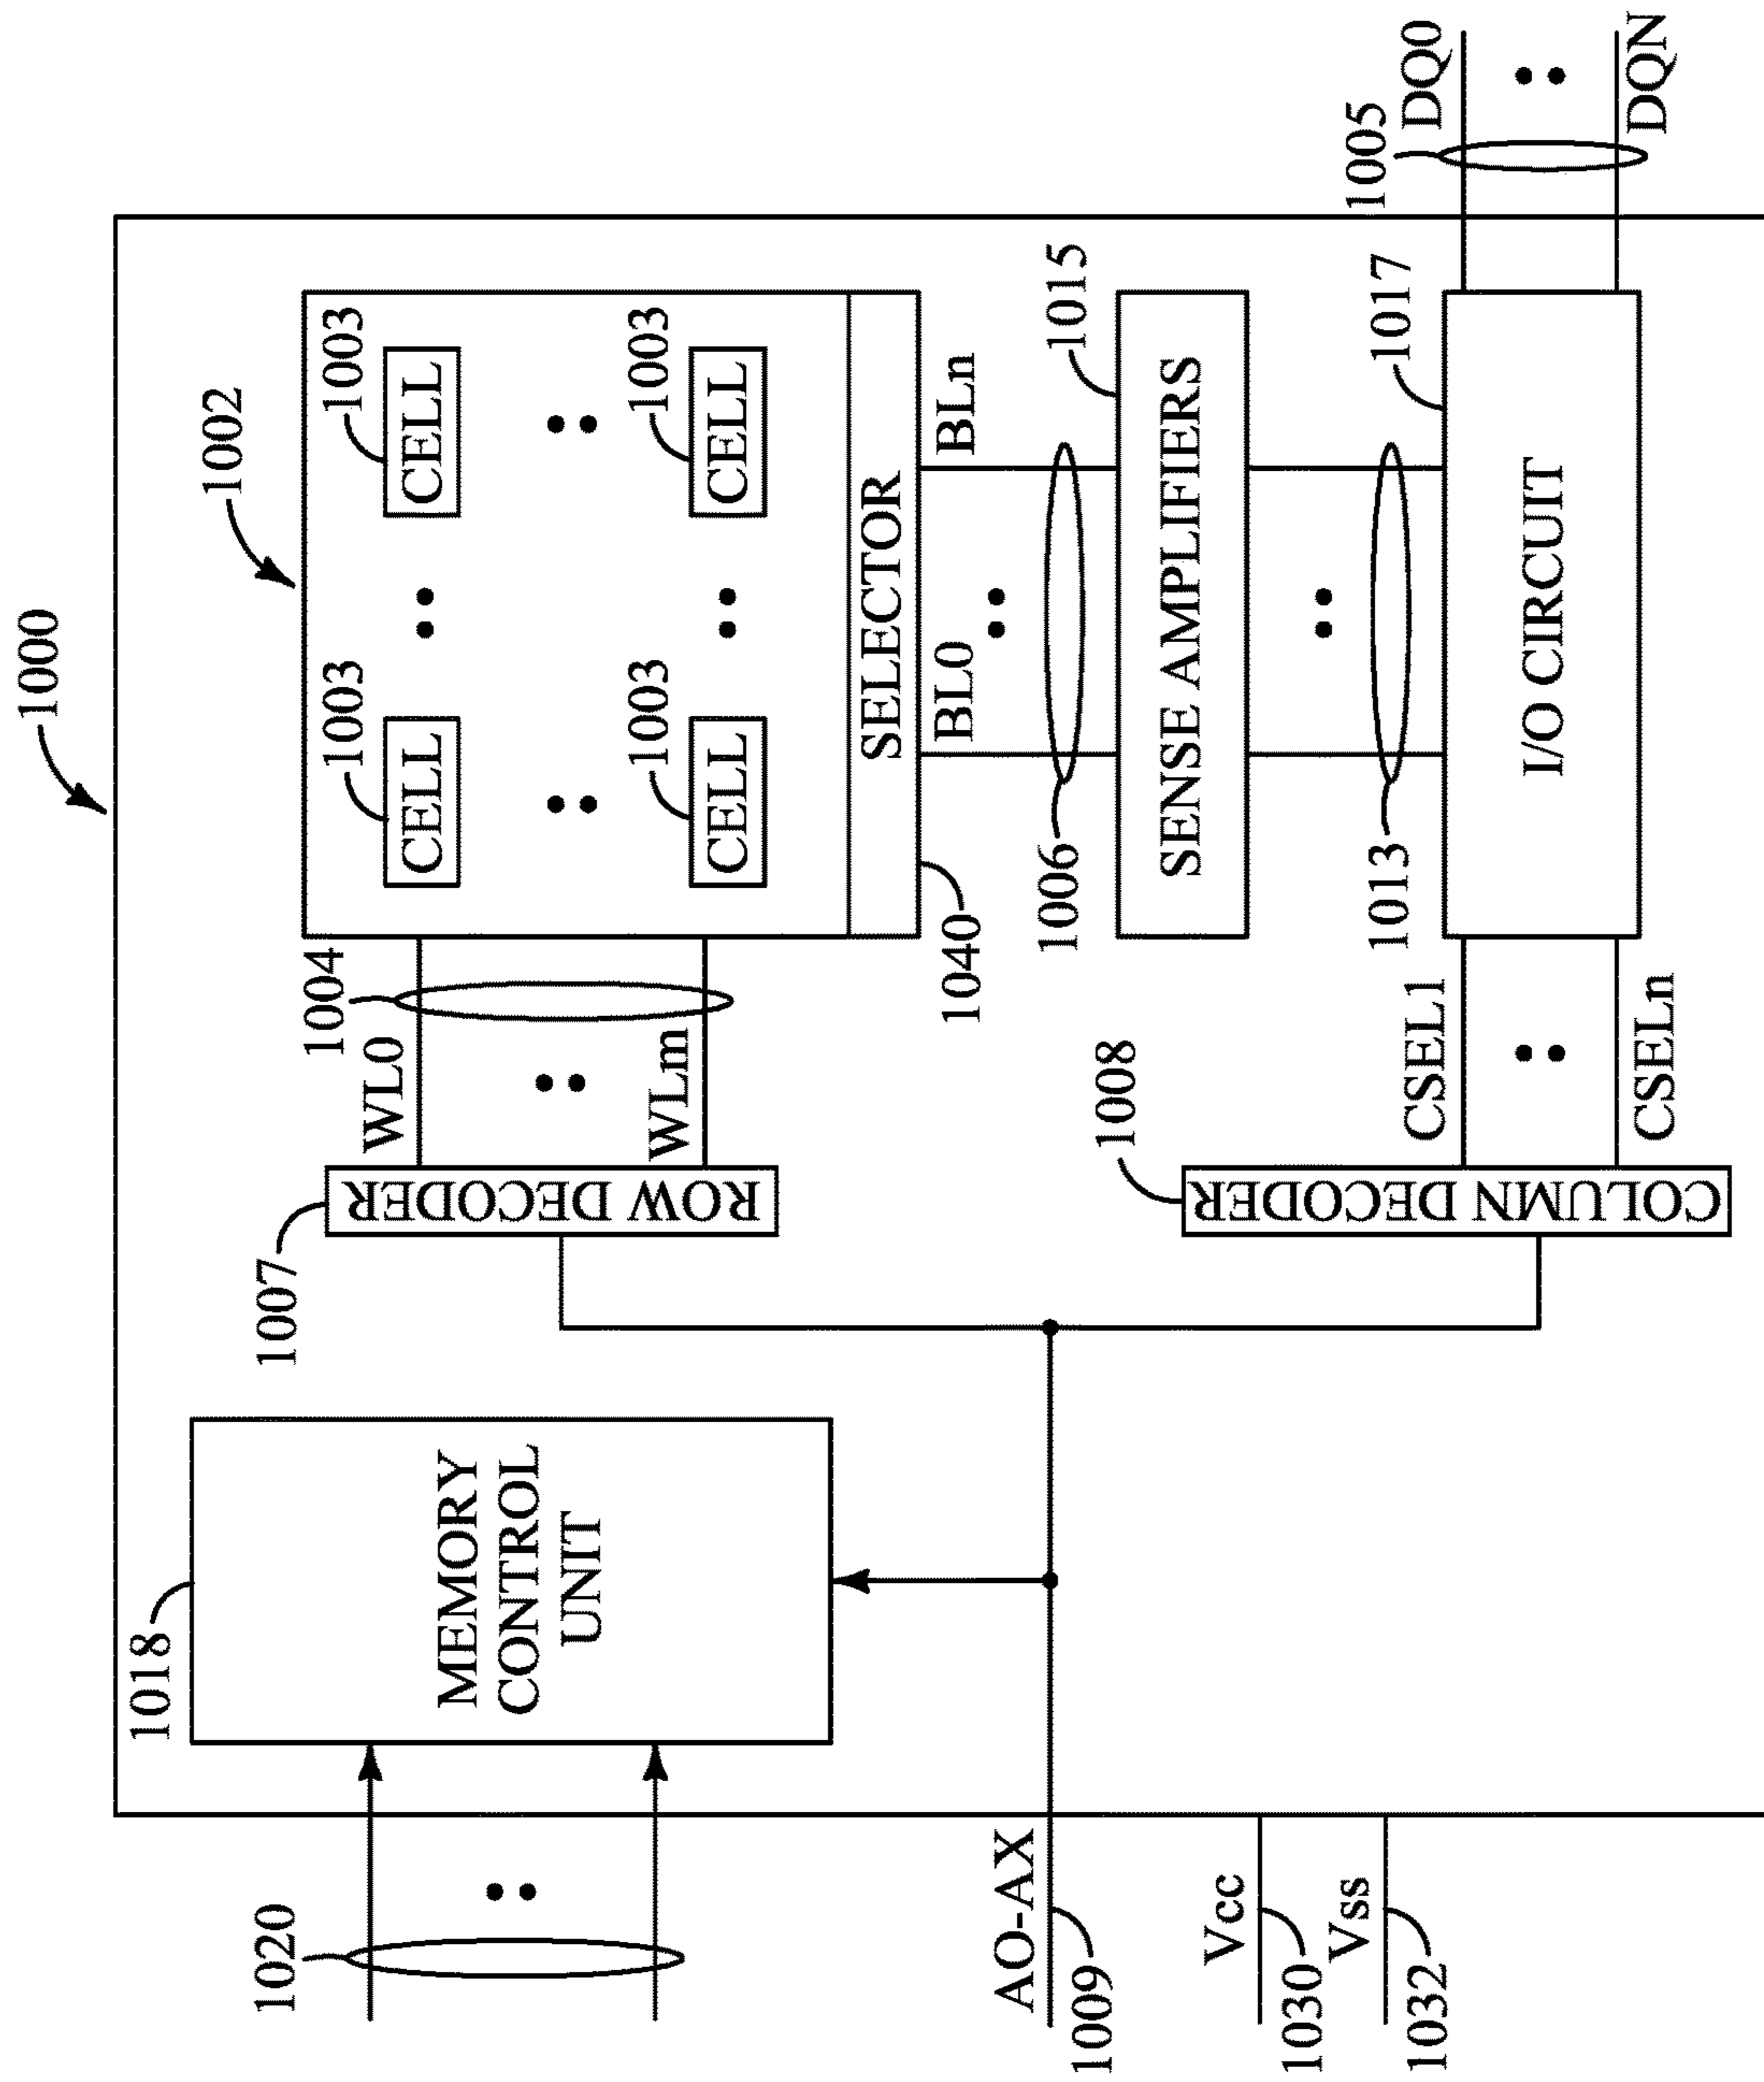 1000
1002
1003
1003
CELL
CELL
1003
1003
CELL
CELL
SELECTOR
1040
1004
WL0
WLm
1007
ROW DECODER
BL0
BLn
1006
1015
SENSE AMPLIFIERS
1013
1017
I/O CIRCUIT
1005
DQ0
DQN
CSEL1
CSELn
1008
COLUMN DECODER
1018
MEMORY
CONTROL
UNIT
1020
AO-AX
1009
Vcc
1030
Vss
1032